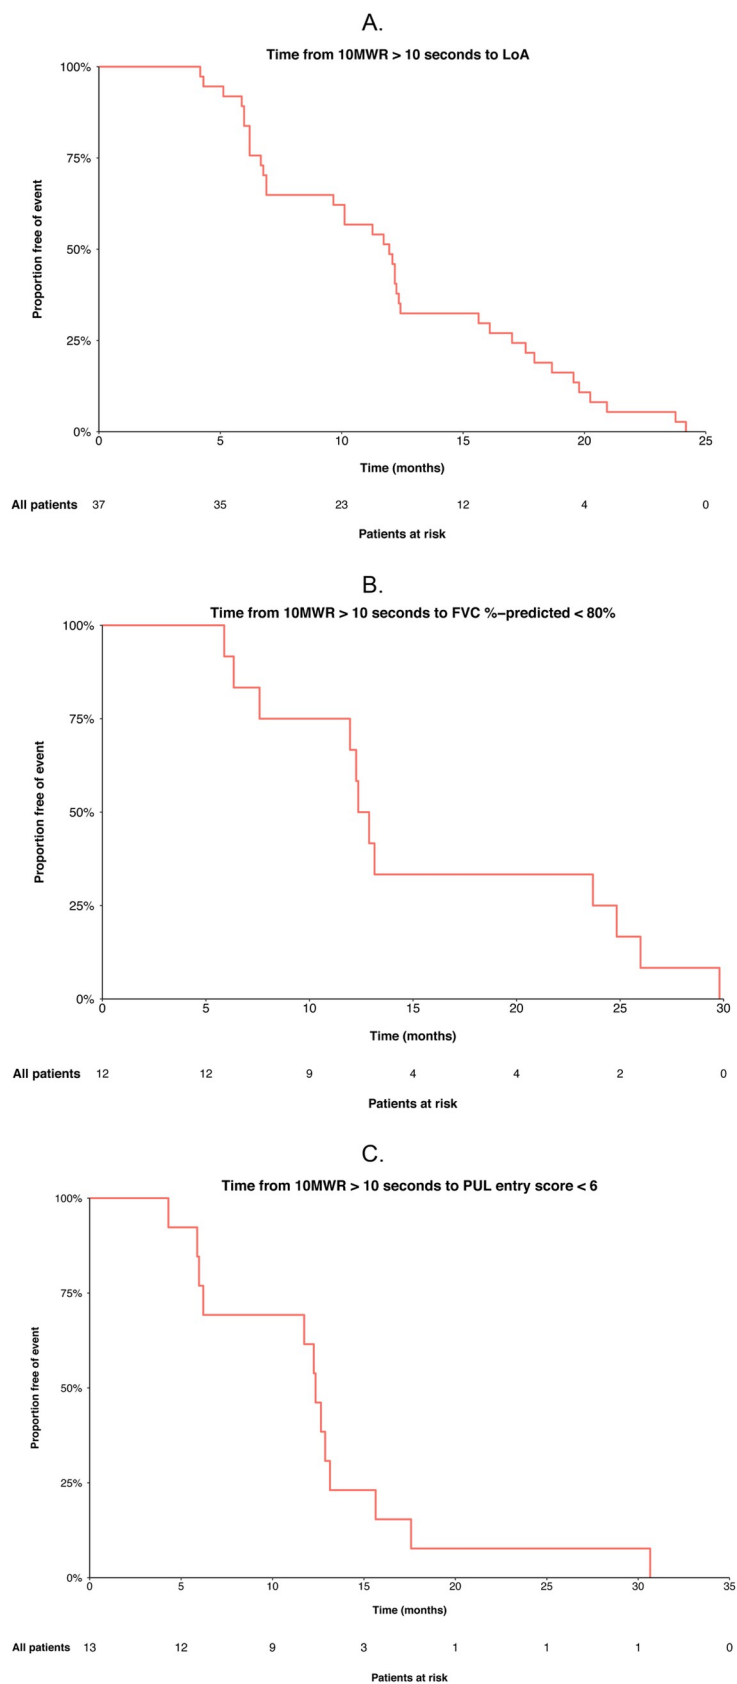 A.
Time from 10MWR > 10 seconds to LoA
100%
75%
50%
25%
0%
Proportion free of event
0 5 10 15 20 25
Time (months)
All patients 37 35 23 12 4 0
Patients at risk
B.
Time from 10MWR > 10 seconds to FVC %−predicted < 80%
100%
75%
50%
25%
0%
Proportion free of event
0 5 10 15 20 25 30
Time (months)
All patients 12 12 9 4 4 2 0
Patients at risk
C.
Time from 10MWR > 10 seconds to PUL entry score < 6
100%
75%
50%
25%
0%
Proportion free of event
0 5 10 15 20 25 30 35
Time (months)
All patients 13 12 9 3 1 1 1 0
Patients at risk